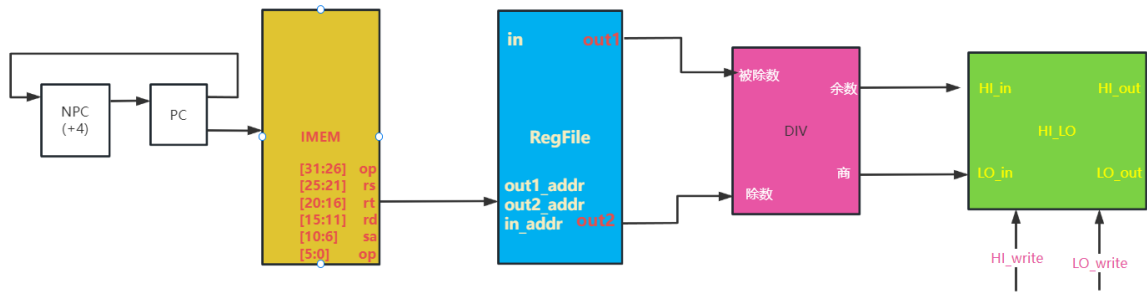 NPC
(+4)
PC
IMEM
[31:26] op
[25:21] rs
[20:16] rt
[15:11] rd
[10:6] sa
[5:0] op
in out1
RegFile
out1_addr
out2_addr
in_addr out2
被除数 余数
DIV
商
除数
HI_in HI_out
HI_LO
LO_in LO_out
HI_write LO_write